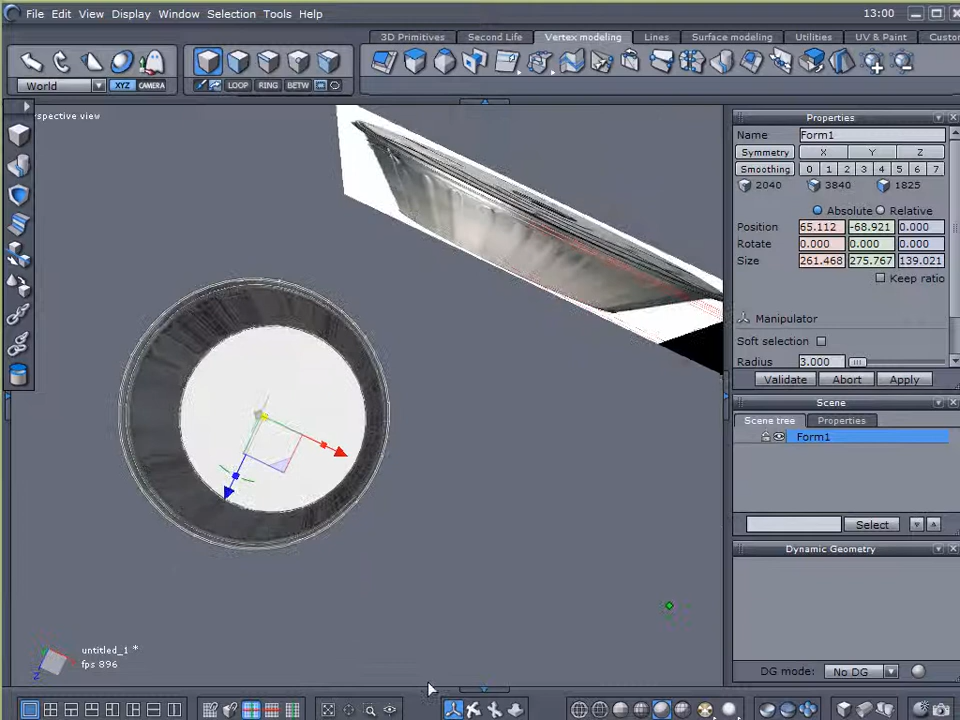 File Edit View Display Window Selection Tools Help 13:00
3D Primitives Second Life Vertex modeling Lines Surface modeling Utilities UV & Paint Custo
World XYZ CAMERA LOOP RING BETW
spective view
Properties
Name Form1
Symmetry X Y Z
Smoothing 0 1 2 3 4 5 6 7
2040 3840 1825
Absolute Relative
Position 65.112 -68.921 0.000
Rotate 0.000 0.000 0.000
Size 261.468 275.767 139.021
Keep ratio
Manipulator
Soft selection
Radius 3.000
Validate Abort Apply
Scene
Scene tree Properties
Form1
Select
Dynamic Geometry
DG mode: No DG
untitled_1 *
fps 896
Z